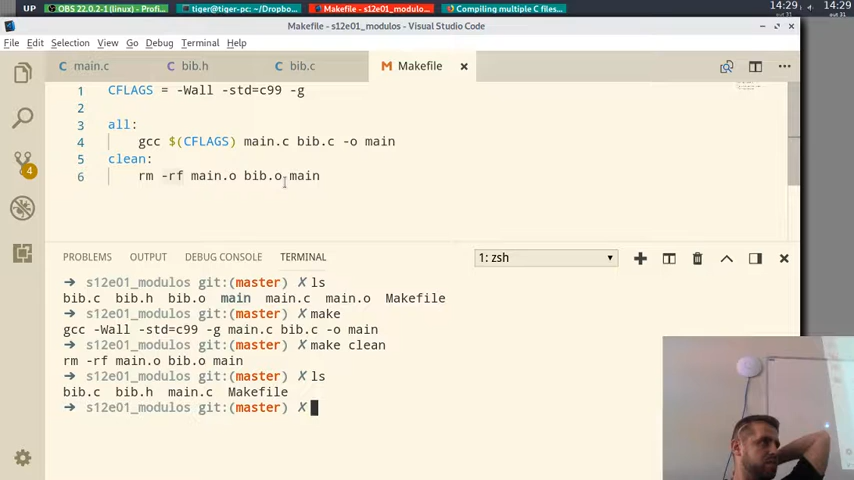 UP
OBS 22.0.2-1 (linux) - Profi...
tiger@tiger-pc: ~/Dropbo...
Makefile - s12e01_modulo...
Compiling multiple C files...
14:29
14:29
Makefile - s12e01_modulos - Visual Studio Code
File Edit Selection View Go Debug Terminal Help
main.c bib.h bib.c Makefile
4
1 CFLAGS = -Wall -std=c99 -g
2
3 all:
4 gcc $(CFLAGS) main.c bib.c -o main
5 clean:
6 rm -rf main.o bib.o main
PROBLEMS OUTPUT DEBUG CONSOLE TERMINAL 1: zsh
→ s12e01_modulos git:(master) ✗ ls
bib.c bib.h bib.o main main.c main.o Makefile
→ s12e01_modulos git:(master) ✗ make
gcc -Wall -std=c99 -g main.c bib.c -o main
→ s12e01_modulos git:(master) ✗ make clean
rm -rf main.o bib.o main
→ s12e01_modulos git:(master) ✗ ls
bib.c bib.h main.c Makefile
→ s12e01_modulos git:(master) ✗